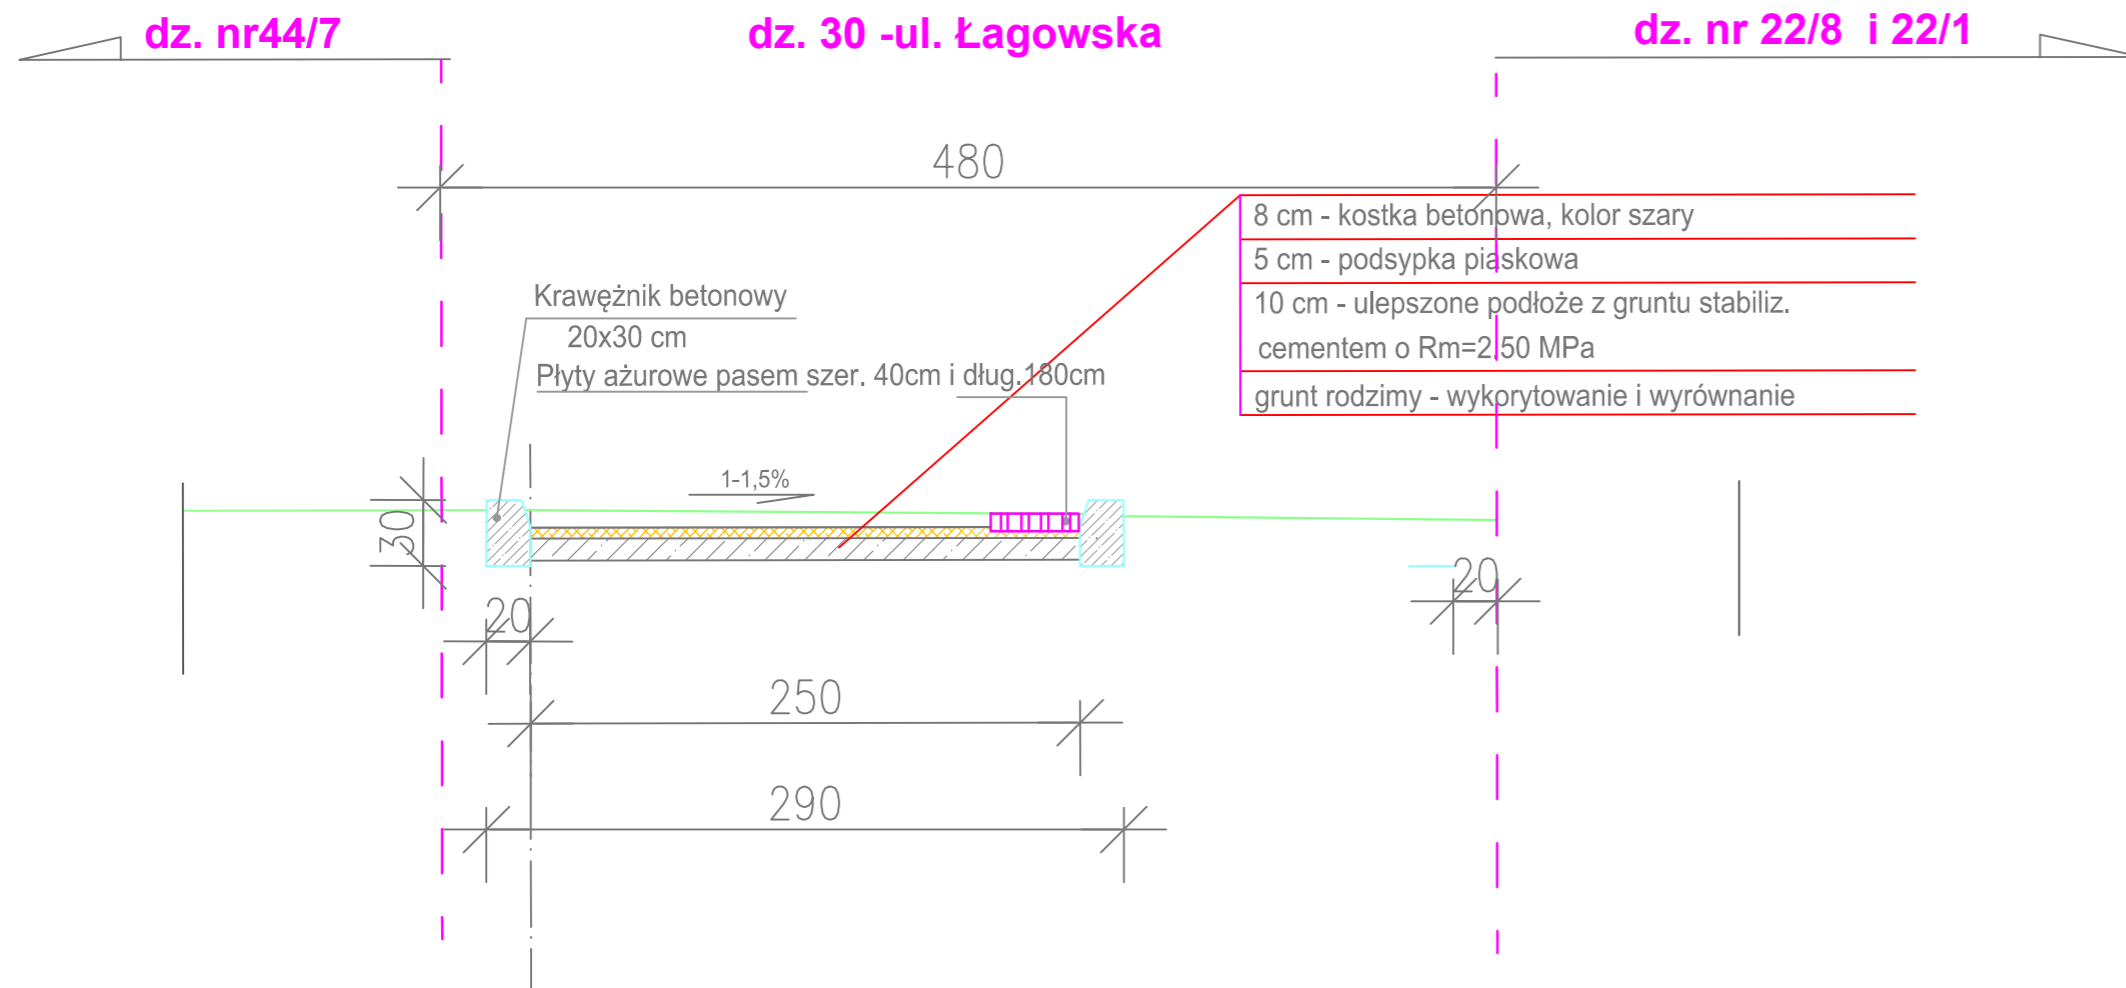 dz. nr44/7
dz. 30 -ul. Łagowska
dz. nr 22/8 i 22/1
480
8 cm - kostka betonowa, kolor szary
5 cm - podsypka piaskowa
10 cm - ulepszone podłoże z gruntu stabiliz.
cementem o Rm=2,50 MPa
grunt rodzimy - wykorytowanie i wyrównanie
Krawężnik betonowy
20x30 cm
Płyty ażurowe pasem szer. 40cm i dług.180cm
1-1,5%
30
20
20
250
290